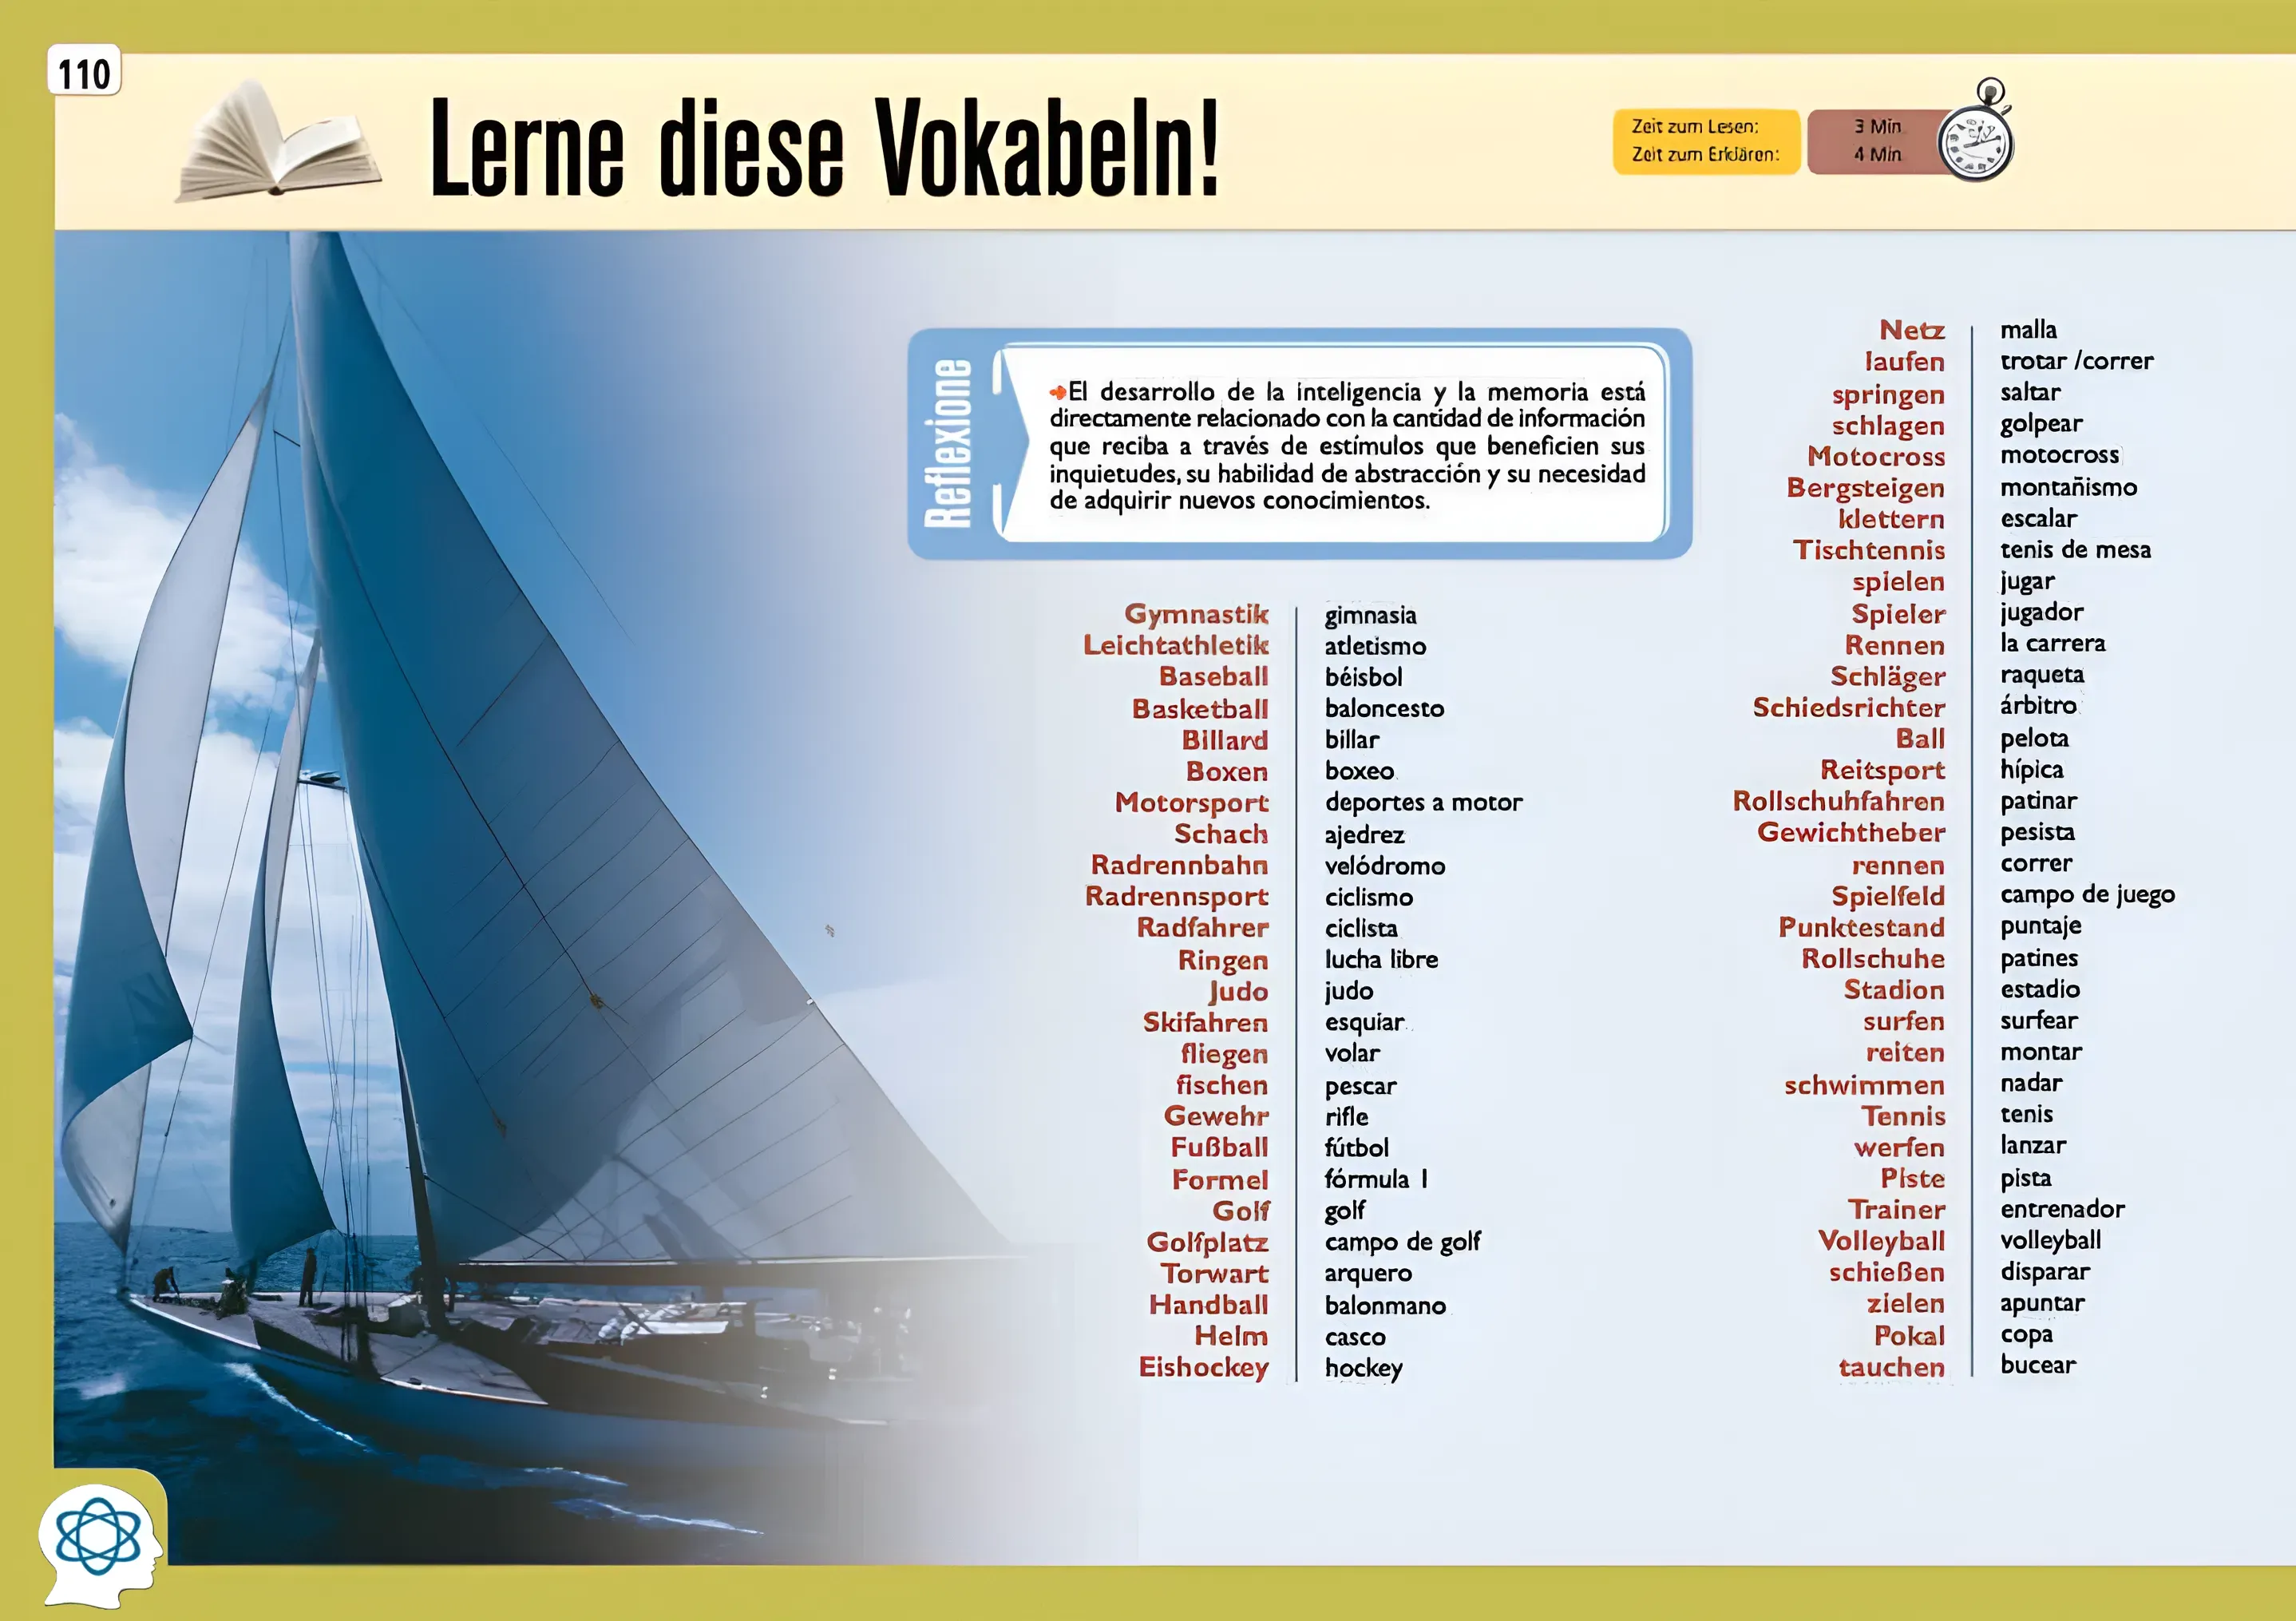 110
Lerne diese Vokabeln!
Zeit zum Lesen: 3 Min.
Zeit zum Erklären: 4 Min.
Reflexione
El desarrollo de la inteligencia y la memoria está
directamente relacionado con la cantidad de información
que reciba a través de estímulos que beneficien sus
inquietudes, su habilidad de abstracción y su necesidad
de adquirir nuevos conocimientos.
Gymnastik gimnasia
Leichtathletik atletismo
Baseball béisbol
Basketball baloncesto
Billard billar
Boxen boxeo
Motorsport deportes a motor
Schach ajedrez
Radrennbahn velódromo
Radrennsport ciclismo
Radfahrer ciclista
Ringen lucha libre
Judo judo
Skifahren esquiar
fliegen volar
fischen pescar
Gewehr rifle
Fußball fútbol
Formel fórmula 1
Golf golf
Golfplatz campo de golf
Torwart arquero
Handball balonmano
Helm casco
Eishockey hockey
Netz malla
laufen trotar /correr
springen saltar
schlagen golpear
Motocross motocross
Bergsteigen montañismo
klettern escalar
Tischtennis tenis de mesa
spielen jugar
Spieler jugador
Rennen la carrera
Schläger raqueta
Schiedsrichter árbitro
Ball pelota
Reitsport hípica
Rollschuhfahren patinar
Gewichtheber pesista
rennen correr
Spielfeld campo de juego
Punktestand puntaje
Rollschuhe patines
Stadion estadio
surfen surfear
reiten montar
schwimmen nadar
Tennis tenis
werfen lanzar
Piste pista
Trainer entrenador
Volleyball volleyball
schießen disparar
zielen apuntar
Pokal copa
tauchen bucear